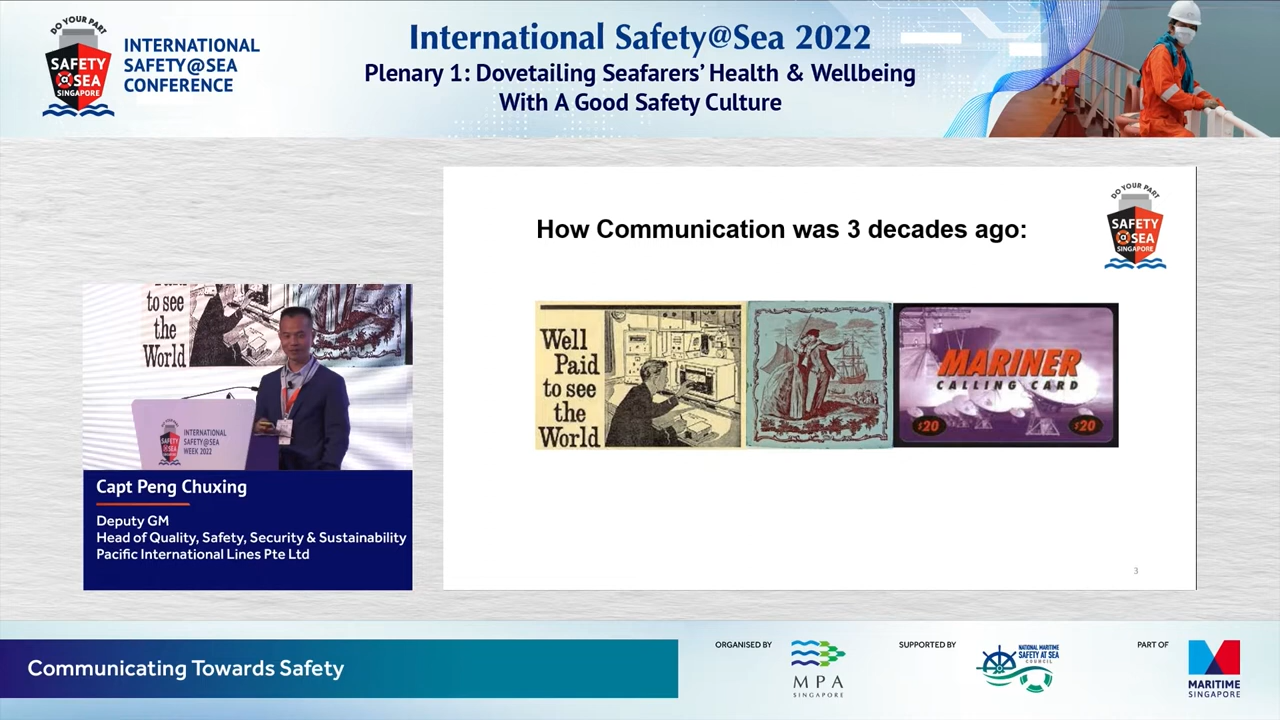 DO YOUR PART
SAFETY
@SEA
SINGAPORE
INTERNATIONAL
SAFETY@SEA
CONFERENCE
International Safety@Sea 2022
Plenary 1: Dovetailing Seafarers' Health & Wellbeing
With A Good Safety Culture
DO YOUR PART
SAFETY
@SEA
SINGAPORE
How Communication was 3 decades ago:
Well
Paid
to see
the
World
MARINER
CALLING CARD
$20
$20
3
to see
the
World
SAFETY
@SEA
INTERNATIONAL
SAFETY@SEA
WEEK 2022
Capt Peng Chuxing
Deputy GM
Head of Quality, Safety, Security & Sustainability
Pacific International Lines Pte Ltd
Communicating Towards Safety
ORGANISED BY
MPA
SINGAPORE
SUPPORTED BY
NATIONAL MARITIME
SAFETY AT SEA
COUNCIL
PART OF
MARITIME
SINGAPORE